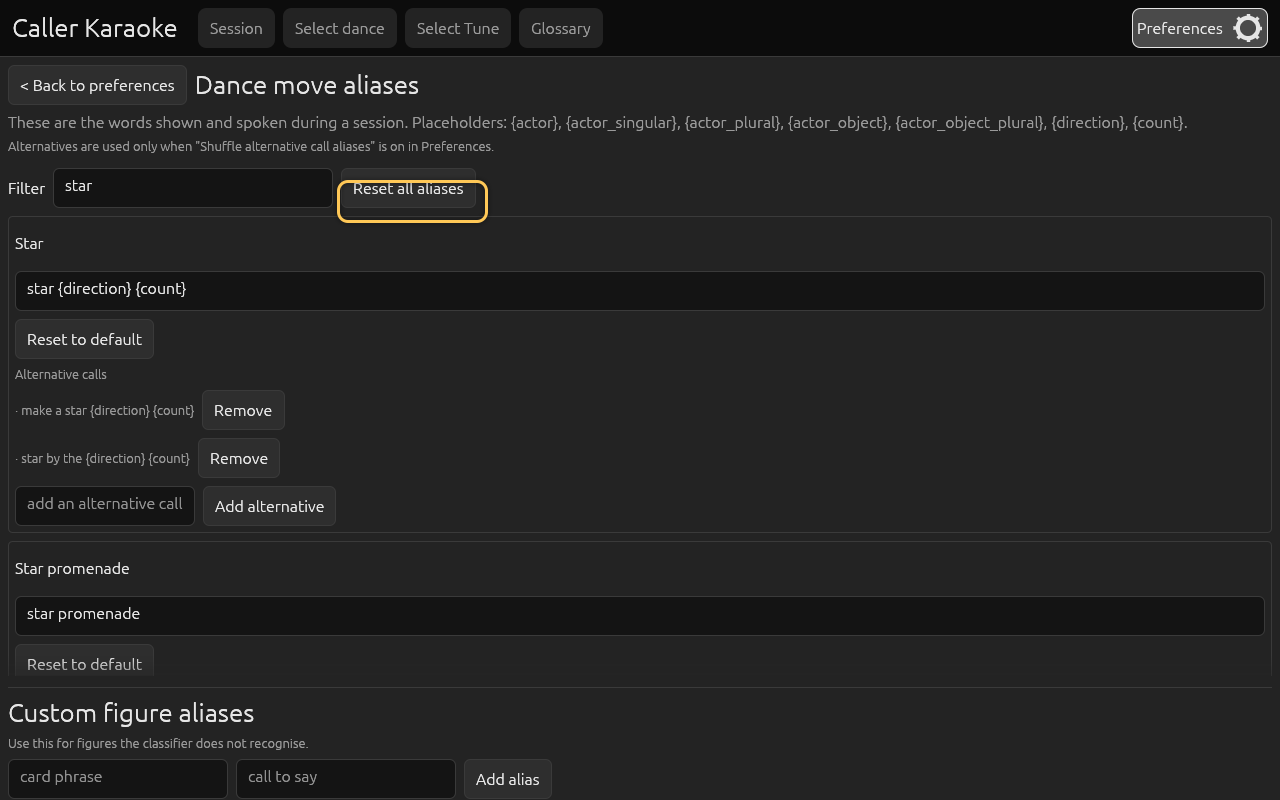 Caller Karaoke Session Select dance Select Tune Glossary Preferences
< Back to preferences Dance move aliases
These are the words shown and spoken during a session. Placeholders: {actor}, {actor_singular}, {actor_plural}, {actor_object}, {actor_object_plural}, {direction}, {count}.
Alternatives are used only when "Shuffle alternative call aliases" is on in Preferences.
Filter star Reset all aliases
Star
star {direction} {count}
Reset to default
Alternative calls
· make a star {direction} {count} Remove
· star by the {direction} {count} Remove
add an alternative call Add alternative
Star promenade
star promenade
Reset to default
Custom figure aliases
Use this for figures the classifier does not recognise.
card phrase call to say Add alias